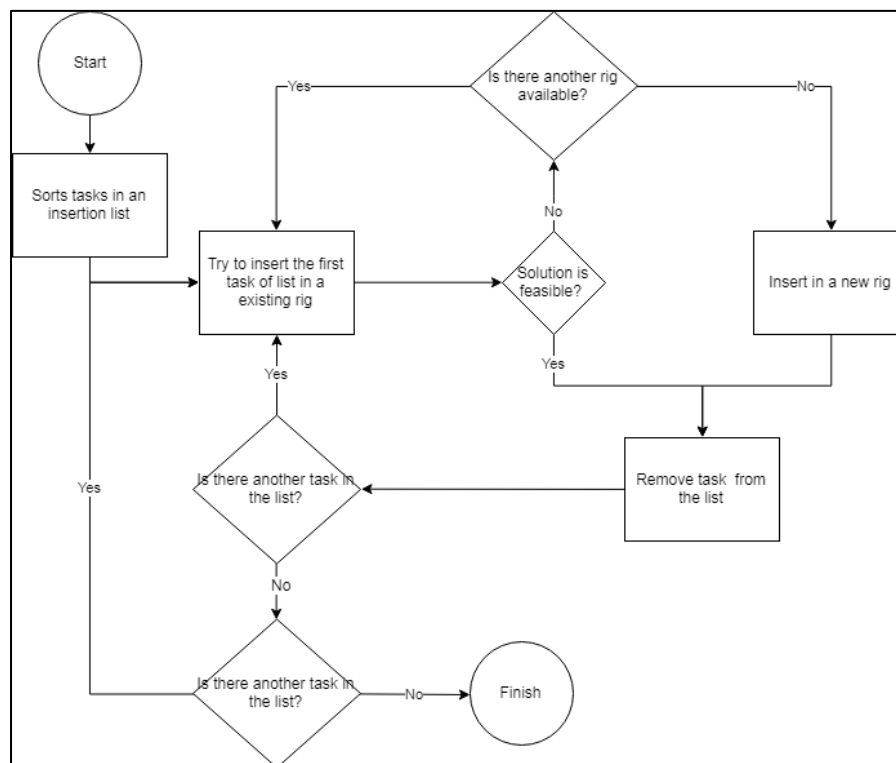 Start
Is there another rig
available?
Yes
No
Sorts tasks in an
insertion list
No
Try to insert the first
task of list in a
existing rig
Solution is
feasible?
Insert in a new rig
Yes
Yes
Is there another task in
the list?
Remove task from
the list
Yes
No
Is there another task in
the list?
No
Finish